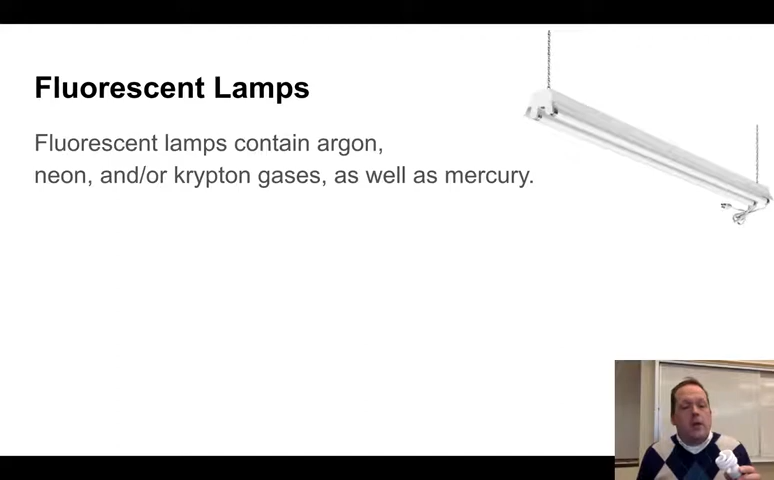 Fluorescent Lamps
Fluorescent lamps contain argon,
neon, and/or krypton gases, as well as mercury.